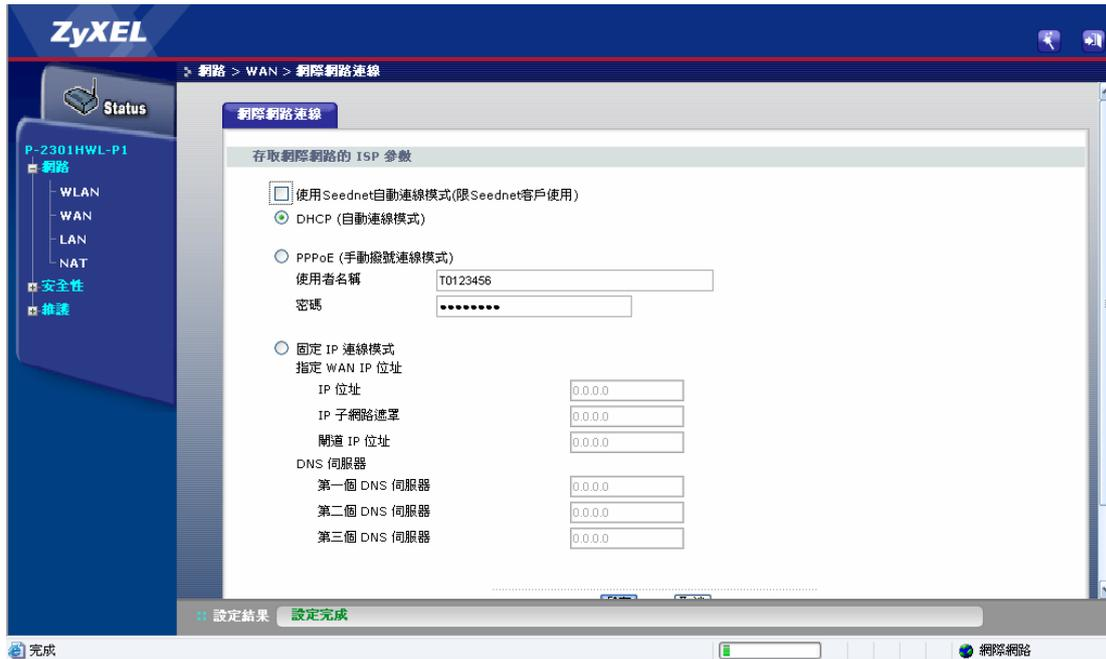 ZyXEL
Status
P-2301HWL-P1
網路
WLAN
WAN
LAN
NAT
安全性
維護
網路 > WAN > 網際網路連線
網際網路連線
存取網際網路的 ISP 參數
使用Seednet自動連線模式(限Seednet客戶使用)
DHCP (自動連線模式)
PPPoE (手動撥號連線模式)
使用者名稱 T0123456
密碼 ••••••••
固定 IP 連線模式
指定 WAN IP 位址
IP 位址 0.0.0.0
IP 子網路遮罩 0.0.0.0
閘道 IP 位址 0.0.0.0
DNS 伺服器
第一個 DNS 伺服器 0.0.0.0
第二個 DNS 伺服器 0.0.0.0
第三個 DNS 伺服器 0.0.0.0
設定結果 設定完成
完成
網際網路